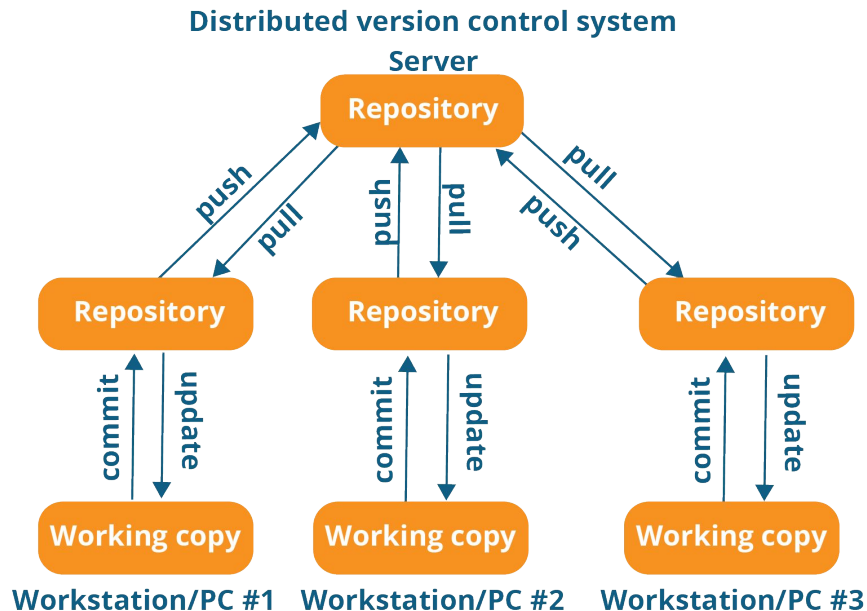 Distributed version control system
Server
Repository
push
pull
push
pull
pull
push
Repository
Repository
Repository
commit
update
commit
update
commit
update
Working copy
Working copy
Working copy
Workstation/PC #1
Workstation/PC #2
Workstation/PC #3